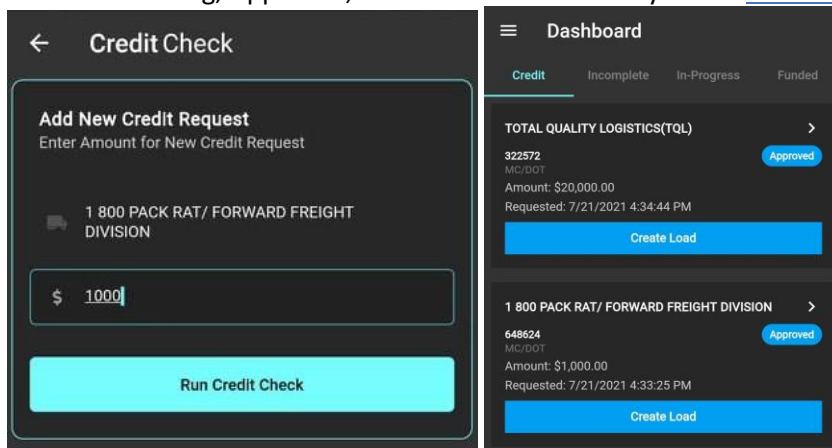 ← Credit Check
Add New Credit Request
Enter Amount for New Credit Request
1 800 PACK RAT/ FORWARD FREIGHT
DIVISION
$ 1000
Run Credit Check
Dashboard
Credit Incomplete In-Progress Funded
TOTAL QUALITY LOGISTICS(TQL) >
322572 Approved
MC/DOT
Amount: $20,000.00
Requested: 7/21/2021 4:34:44 PM
Create Load
1 800 PACK RAT/ FORWARD FREIGHT DIVISION >
648624 Approved
MC/DOT
Amount: $1,000.00
Requested: 7/21/2021 4:33:25 PM
Create Load